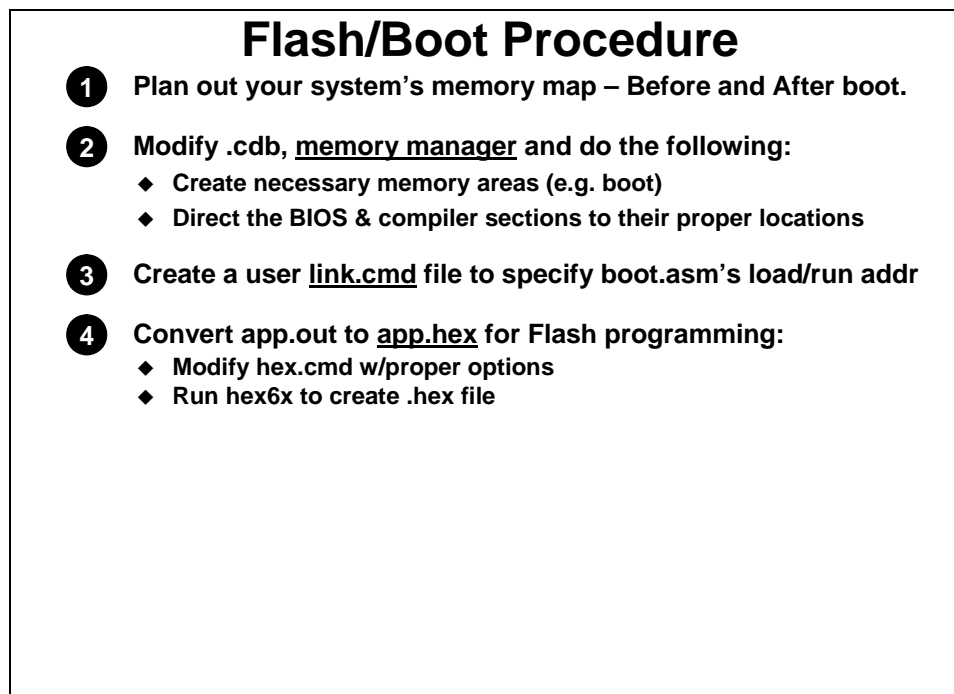 Flash/Boot Procedure
1 Plan out your system’s memory map – Before and After boot.
2 Modify .cdb, memory manager and do the following:
◆ Create necessary memory areas (e.g. boot)
◆ Direct the BIOS & compiler sections to their proper locations
3 Create a user link.cmd file to specify boot.asm’s load/run addr
4 Convert app.out to app.hex for Flash programming:
◆ Modify hex.cmd w/proper options
◆ Run hex6x to create .hex file